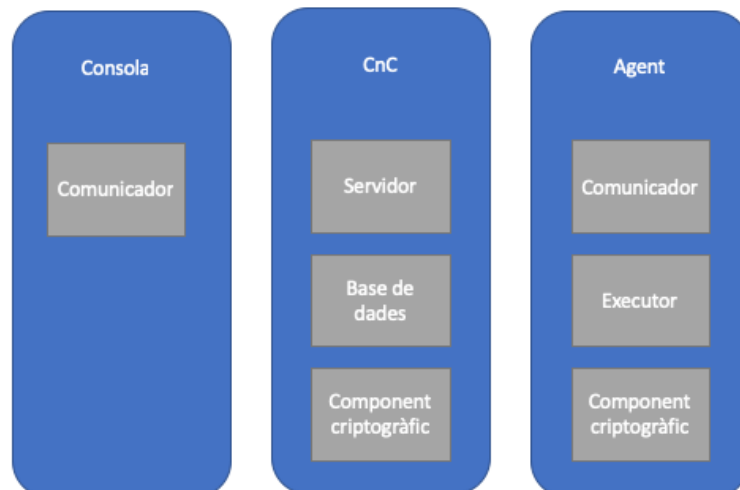 Consola
Comunicador
CnC
Servidor
Base de
dades
Component
criptogràfic
Agent
Comunicador
Executor
Component
criptogràfic